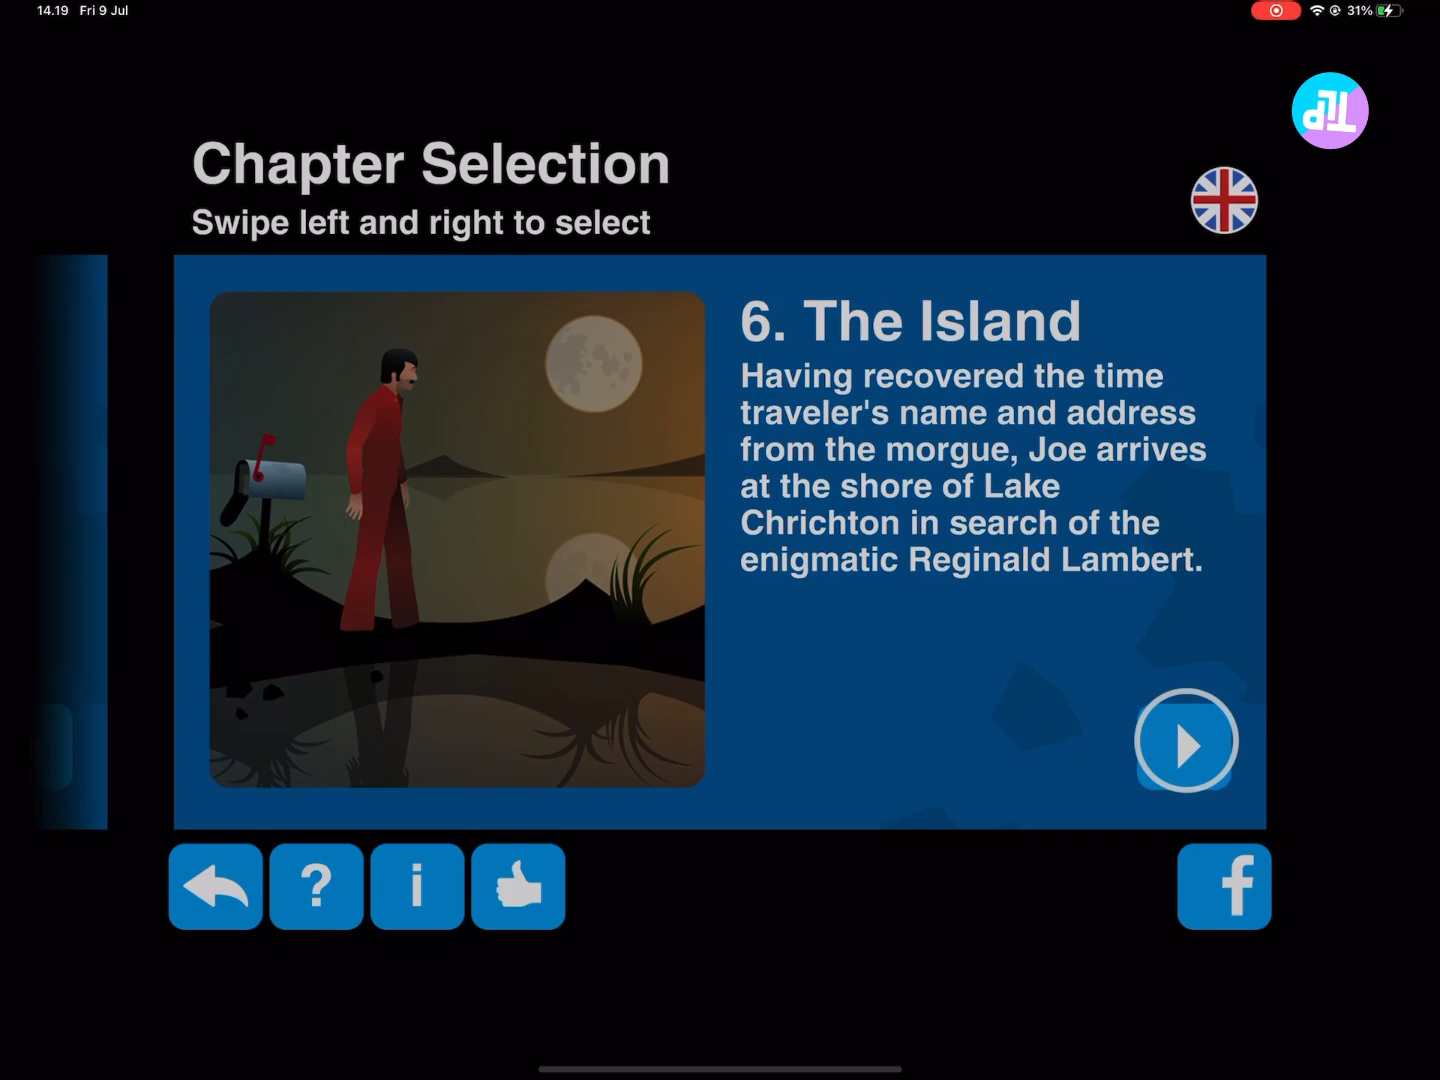 14.19 Fri 9 Jul
31%
Chapter Selection
Swipe left and right to select
6. The Island
Having recovered the time
traveler's name and address
from the morgue, Joe arrives
at the shore of Lake
Chrichton in search of the
enigmatic Reginald Lambert.
? i f